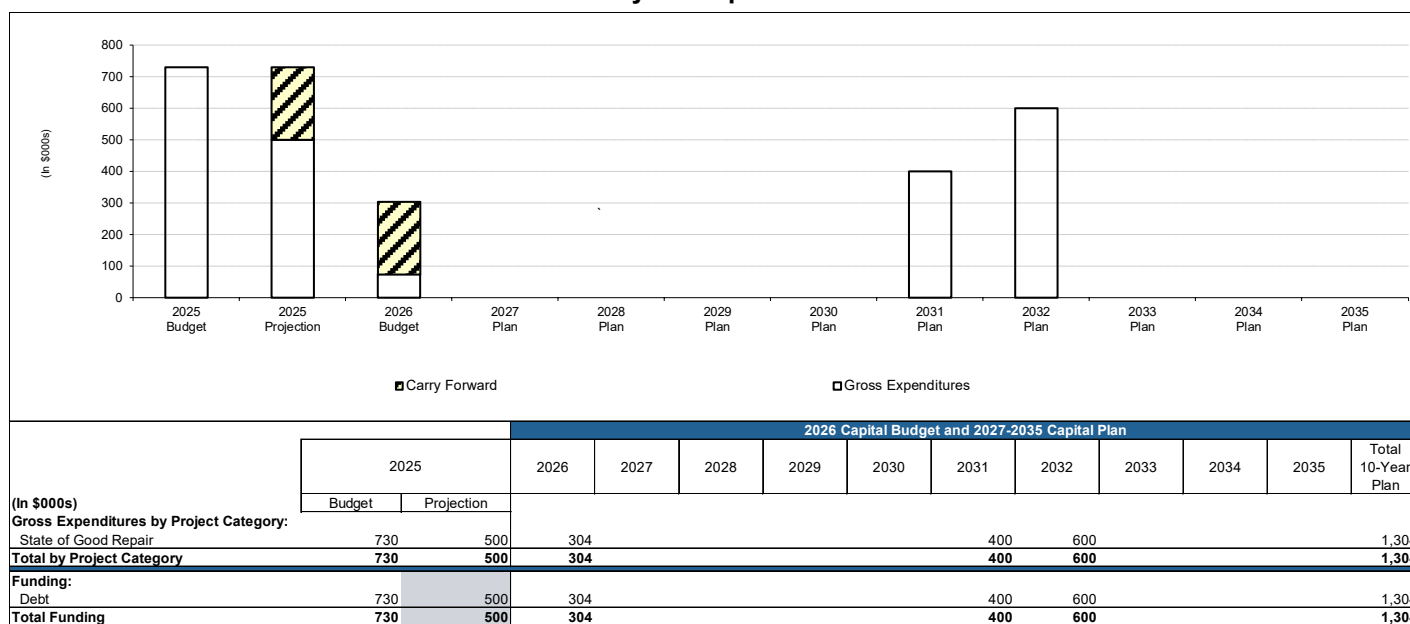 800
700
600
500
400
300
200
100
0
(In $000s)
2025 Budget
2025 Projection
2026 Budget
2027 Plan
2028 Plan
2029 Plan
2030 Plan
2031 Plan
2032 Plan
2033 Plan
2034 Plan
2035 Plan
Carry Forward
Gross Expenditures
2026 Capital Budget and 2027-2035 Capital Plan
2025 2026 2027 2028 2029 2030 2031 2032 2033 2034 2035 Total 10-Year Plan
(In $000s) Budget Projection
Gross Expenditures by Project Category:
State of Good Repair 730 500 304 400 600
Total by Project Category 730 500 304 400 600
Funding:
Debt 730 500 304 400 600
Total Funding 730 500 304 400 600